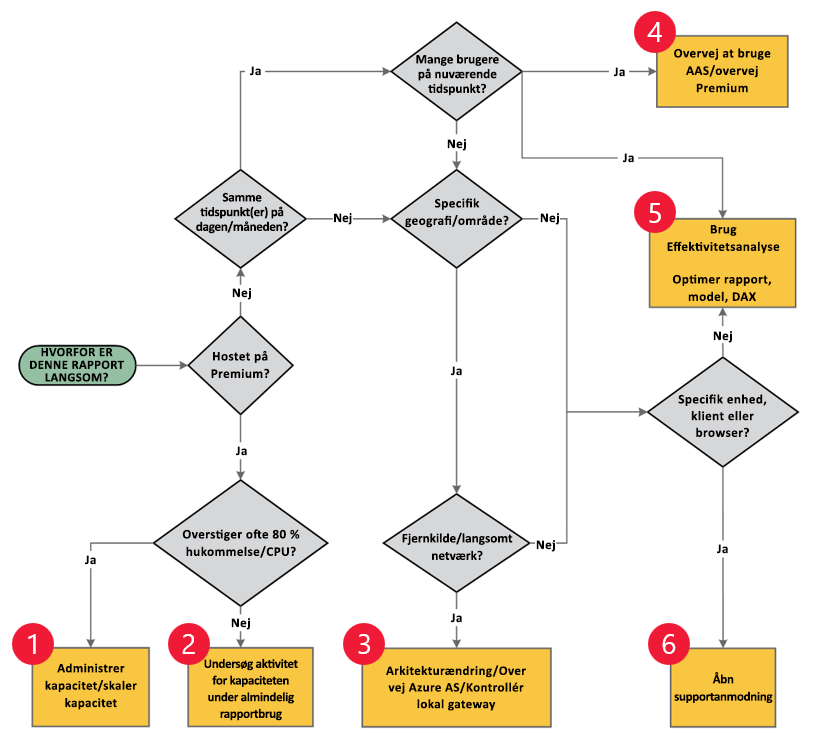 4
Overvej at bruge
AAS/overvej
Premium
Mange brugere
på nuværende
tidspunkt?
Ja
Ja
Nej
Ja
Samme
tidspunkt(er) på
dagen/måneden?
Nej
Specifik
geografi/område?
Nej
5
Brug
Effektivitetsanalyse
Optimer rapport,
model, DAX
Nej
Nej
HVORFOR ER
DENNE RAPPORT
LANGSOM?
Hostet på
Premium?
Ja
Specifik enhed,
klient eller
browser?
Ja
Overstiger ofte 80 %
hukommelse/CPU?
Fjernkilde/langsomt
netværk?
Nej
Ja
Ja
Nej
Ja
1
Administrer
kapacitet/skaler
kapacitet
2
Undersøg aktivitet
for kapaciteten
under almindelig
rapportbrug
3
Arkitekturændring/Over
vej Azure AS/Kontrollér
lokal gateway
6
Åbn
supportanmodning